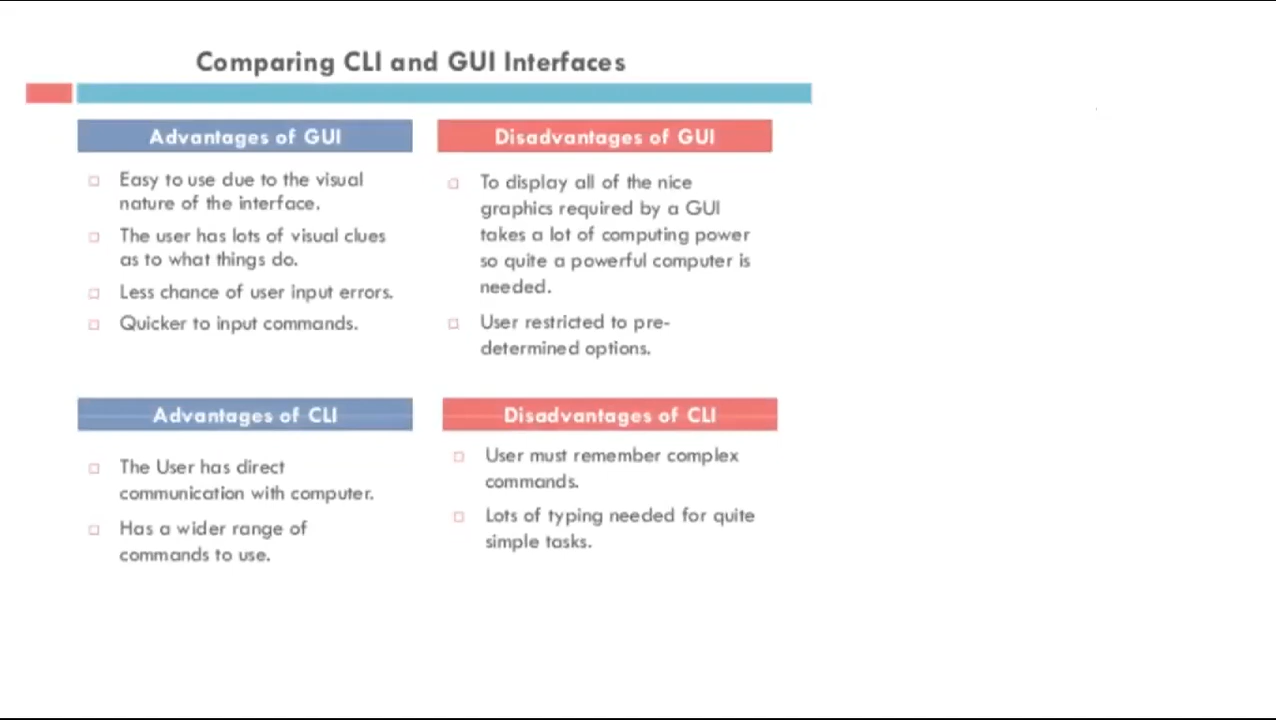 Comparing CLI and GUI Interfaces
Advantages of GUI
Easy to use due to the visual
nature of the interface.
The user has lots of visual clues
as to what things do.
Less chance of user input errors.
Quicker to input commands.
Disadvantages of GUI
To display all of the nice
graphics required by a GUI
takes a lot of computing power
so quite a powerful computer is
needed.
User restricted to pre-
determined options.
Advantages of CLI
The User has direct
communication with computer.
Has a wider range of
commands to use.
Disadvantages of CLI
User must remember complex
commands.
Lots of typing needed for quite
simple tasks.